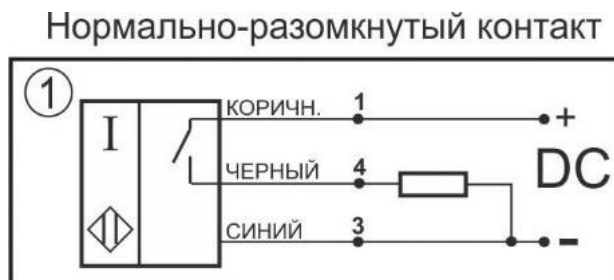 Нормально-разомкнутый контакт
1
I
КОРИЧН. 1 +
ЧЕРНЫЙ 4 DC
СИНИЙ 3 -